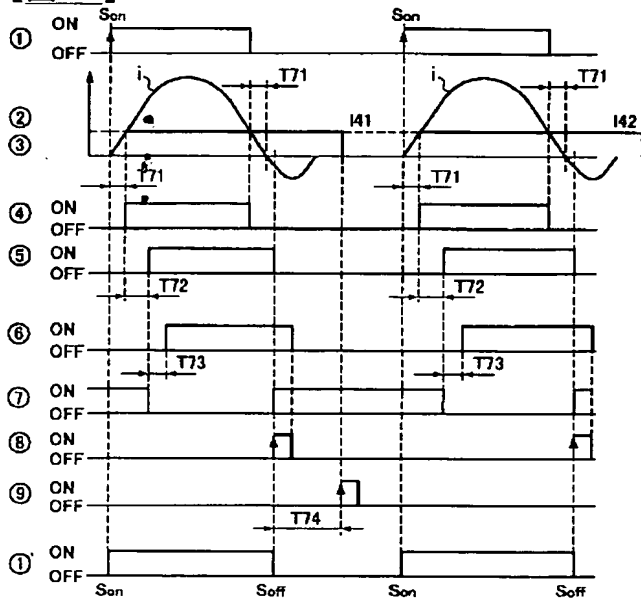 Son Son
① ON
OFF
i T71 i T71
② I41 I42
③
T71 T71
④ ON
OFF
⑤ ON
OFF
T72 T72
⑥ ON
OFF
T73 T73
⑦ ON
OFF
⑧ ON
OFF
⑨ ON
OFF
T74
①' ON
OFF
Son Soff Son Soff